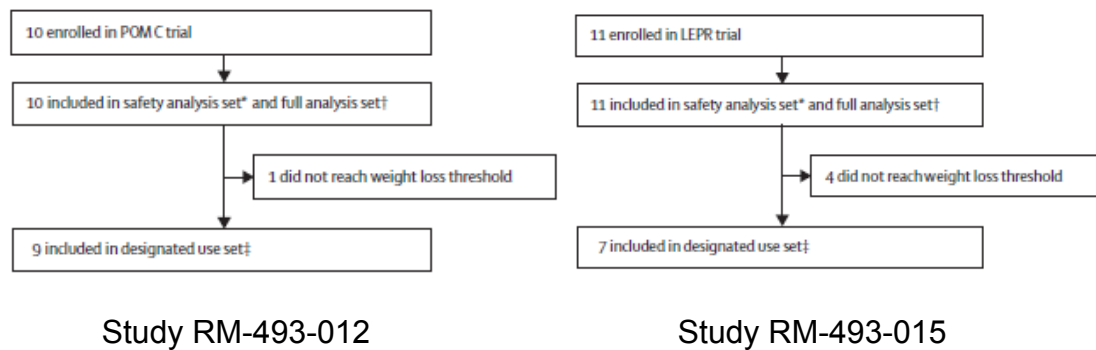 10 enrolled in POMC trial
10 included in safety analysis set* and full analysis set†
1 did not reach weight loss threshold
9 included in designated use set‡
Study RM-493-012
11 enrolled in LEPR trial
11 included in safety analysis set* and full analysis set†
4 did not reach weight loss threshold
7 included in designated use set‡
Study RM-493-015